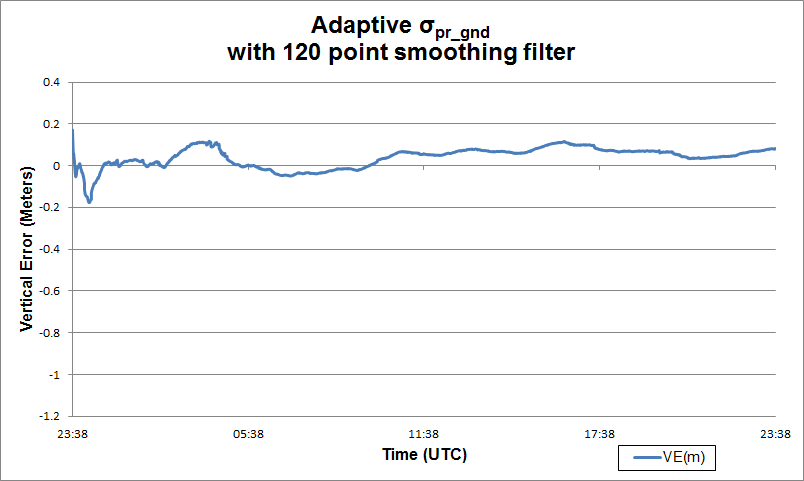 Adaptive σpr_gnd
with 120 point smoothing filter
0.4
0.2
0
-0.2
-0.4
-0.6
-0.8
-1
-1.2
Vertical Error (Meters)
23:38 05:38 11:38 17:38 23:38
Time (UTC)
VE(m)